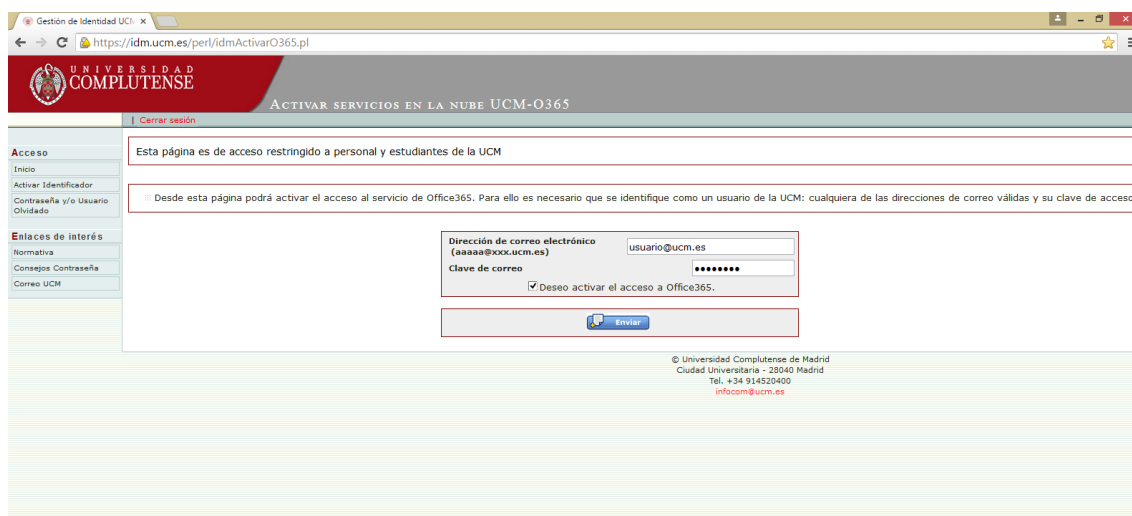 Gestión de Identidad UCM
https://idm.ucm.es/perl/idmActivarO365.pl
UNIVERSIDAD
COMPLUTENSE
ACTIVAR SERVICIOS EN LA NUBE UCM-O365
| Cerrar sesión
Acceso
Inicio
Activar Identificador
Contraseña y/o Usuario
Olvidado
Enlaces de interés
Normativa
Consejos Contraseña
Correo UCM
Esta página es de acceso restringido a personal y estudiantes de la UCM
Desde esta página podrá activar el acceso al servicio de Office365. Para ello es necesario que se identifique como un usuario de la UCM: cualquiera de las direcciones de correo válidas y su clave de acceso
Dirección de correo electrónico
(aaaaa@xxx.ucm.es)
usuario@ucm.es
Clave de correo
••••••••
Deseo activar el acceso a Office365.
Enviar
© Universidad Complutense de Madrid
Ciudad Universitaria - 28040 Madrid
Tel. +34 914520400
infocom@ucm.es